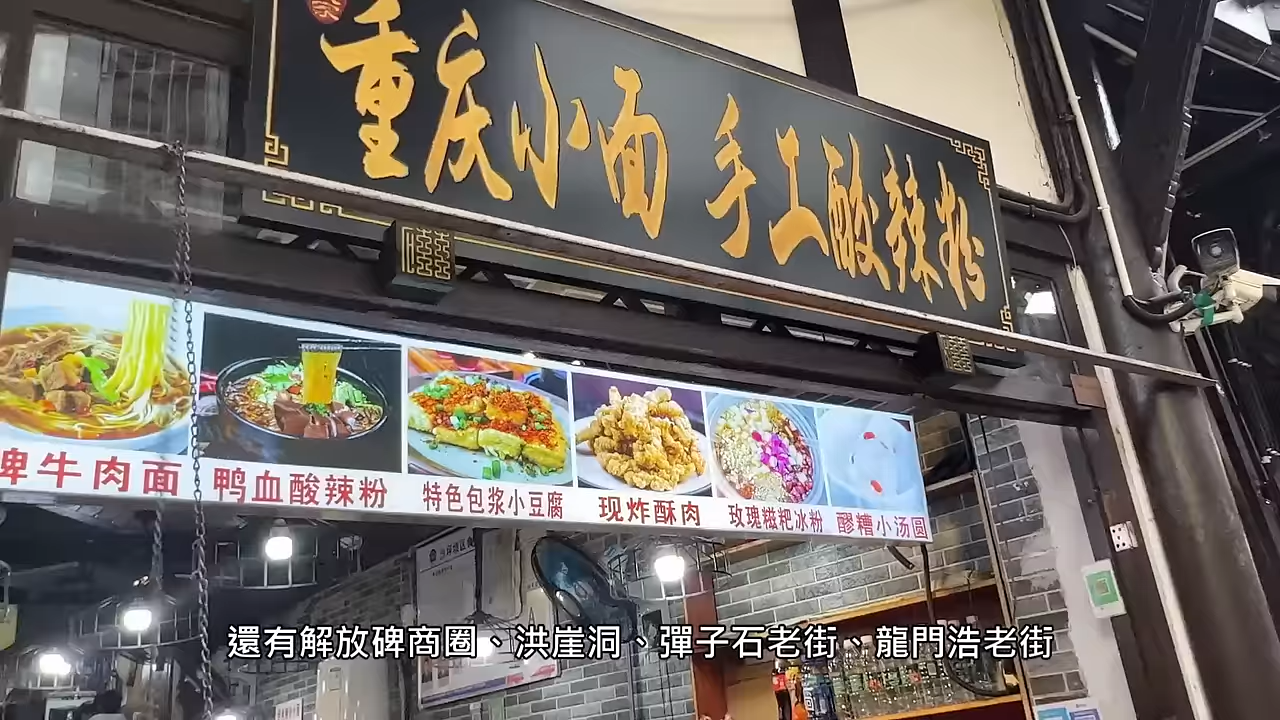 重庆小面 手工酸辣粉
牛肉面
鸭血酸辣粉
特色包浆小豆腐
现炸酥肉
玫瑰糍粑冰粉
醪糟小汤圆
還有解放碑商圈、洪崖洞、彈子石老街、龍門浩老街